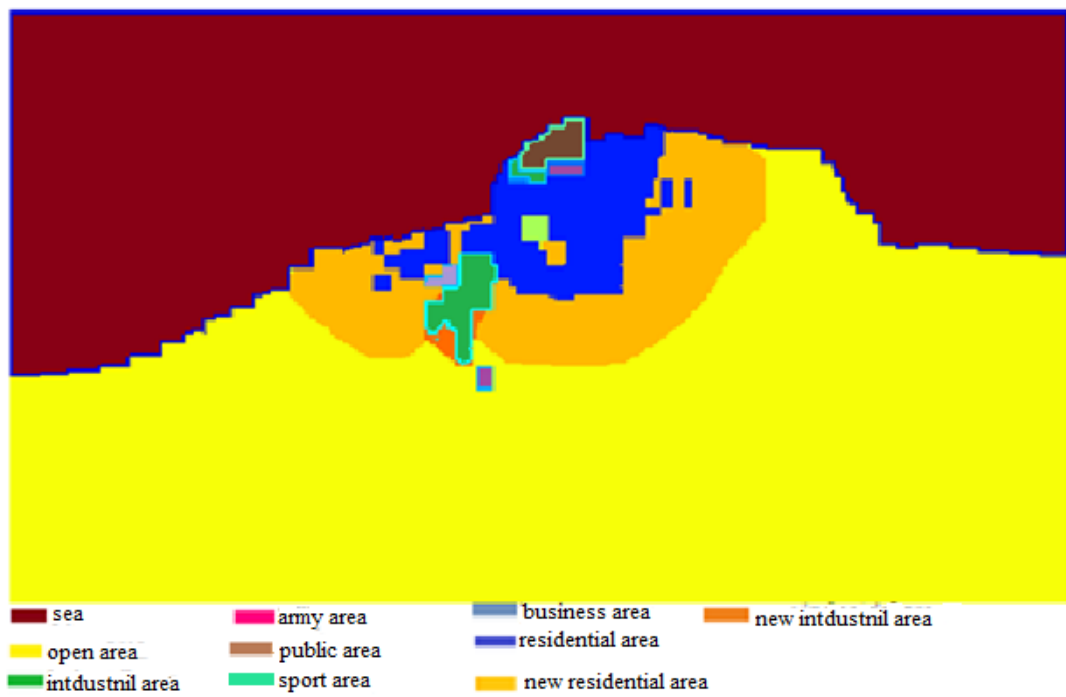 sea
army area
business area
new intdustnil area
open area
public area
residential area
intdustnil area
sport area
new residential area